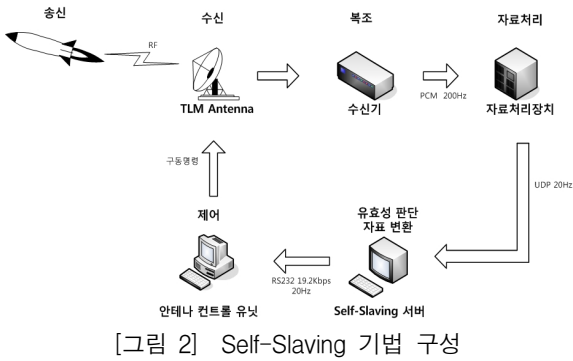 송신
수신
복조
자료처리
RF
TLM Antenna
수신기
PCM 200Hz
자료처리장치
구동명령
UDP 20Hz
제어
유효성 판단
자표 변환
RS232 19.2Kbps
20Hz
안테나 컨트롤 유닛
Self-Slaving 서버
[그림 2] Self-Slaving 기법 구성